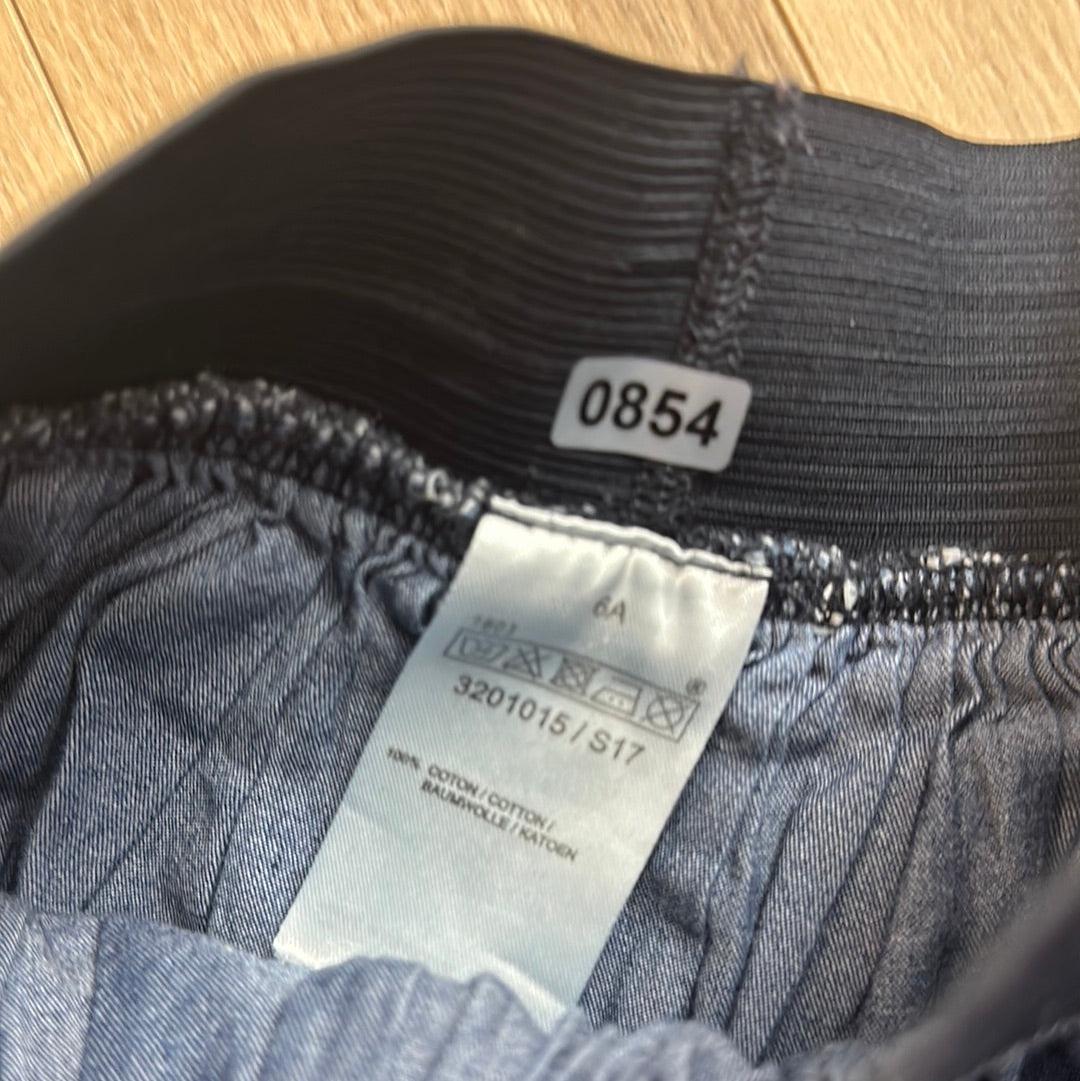 0854
6A
3201015 / S17
100% COTON / COTTON /
BAUMWOLLE / KATOEN